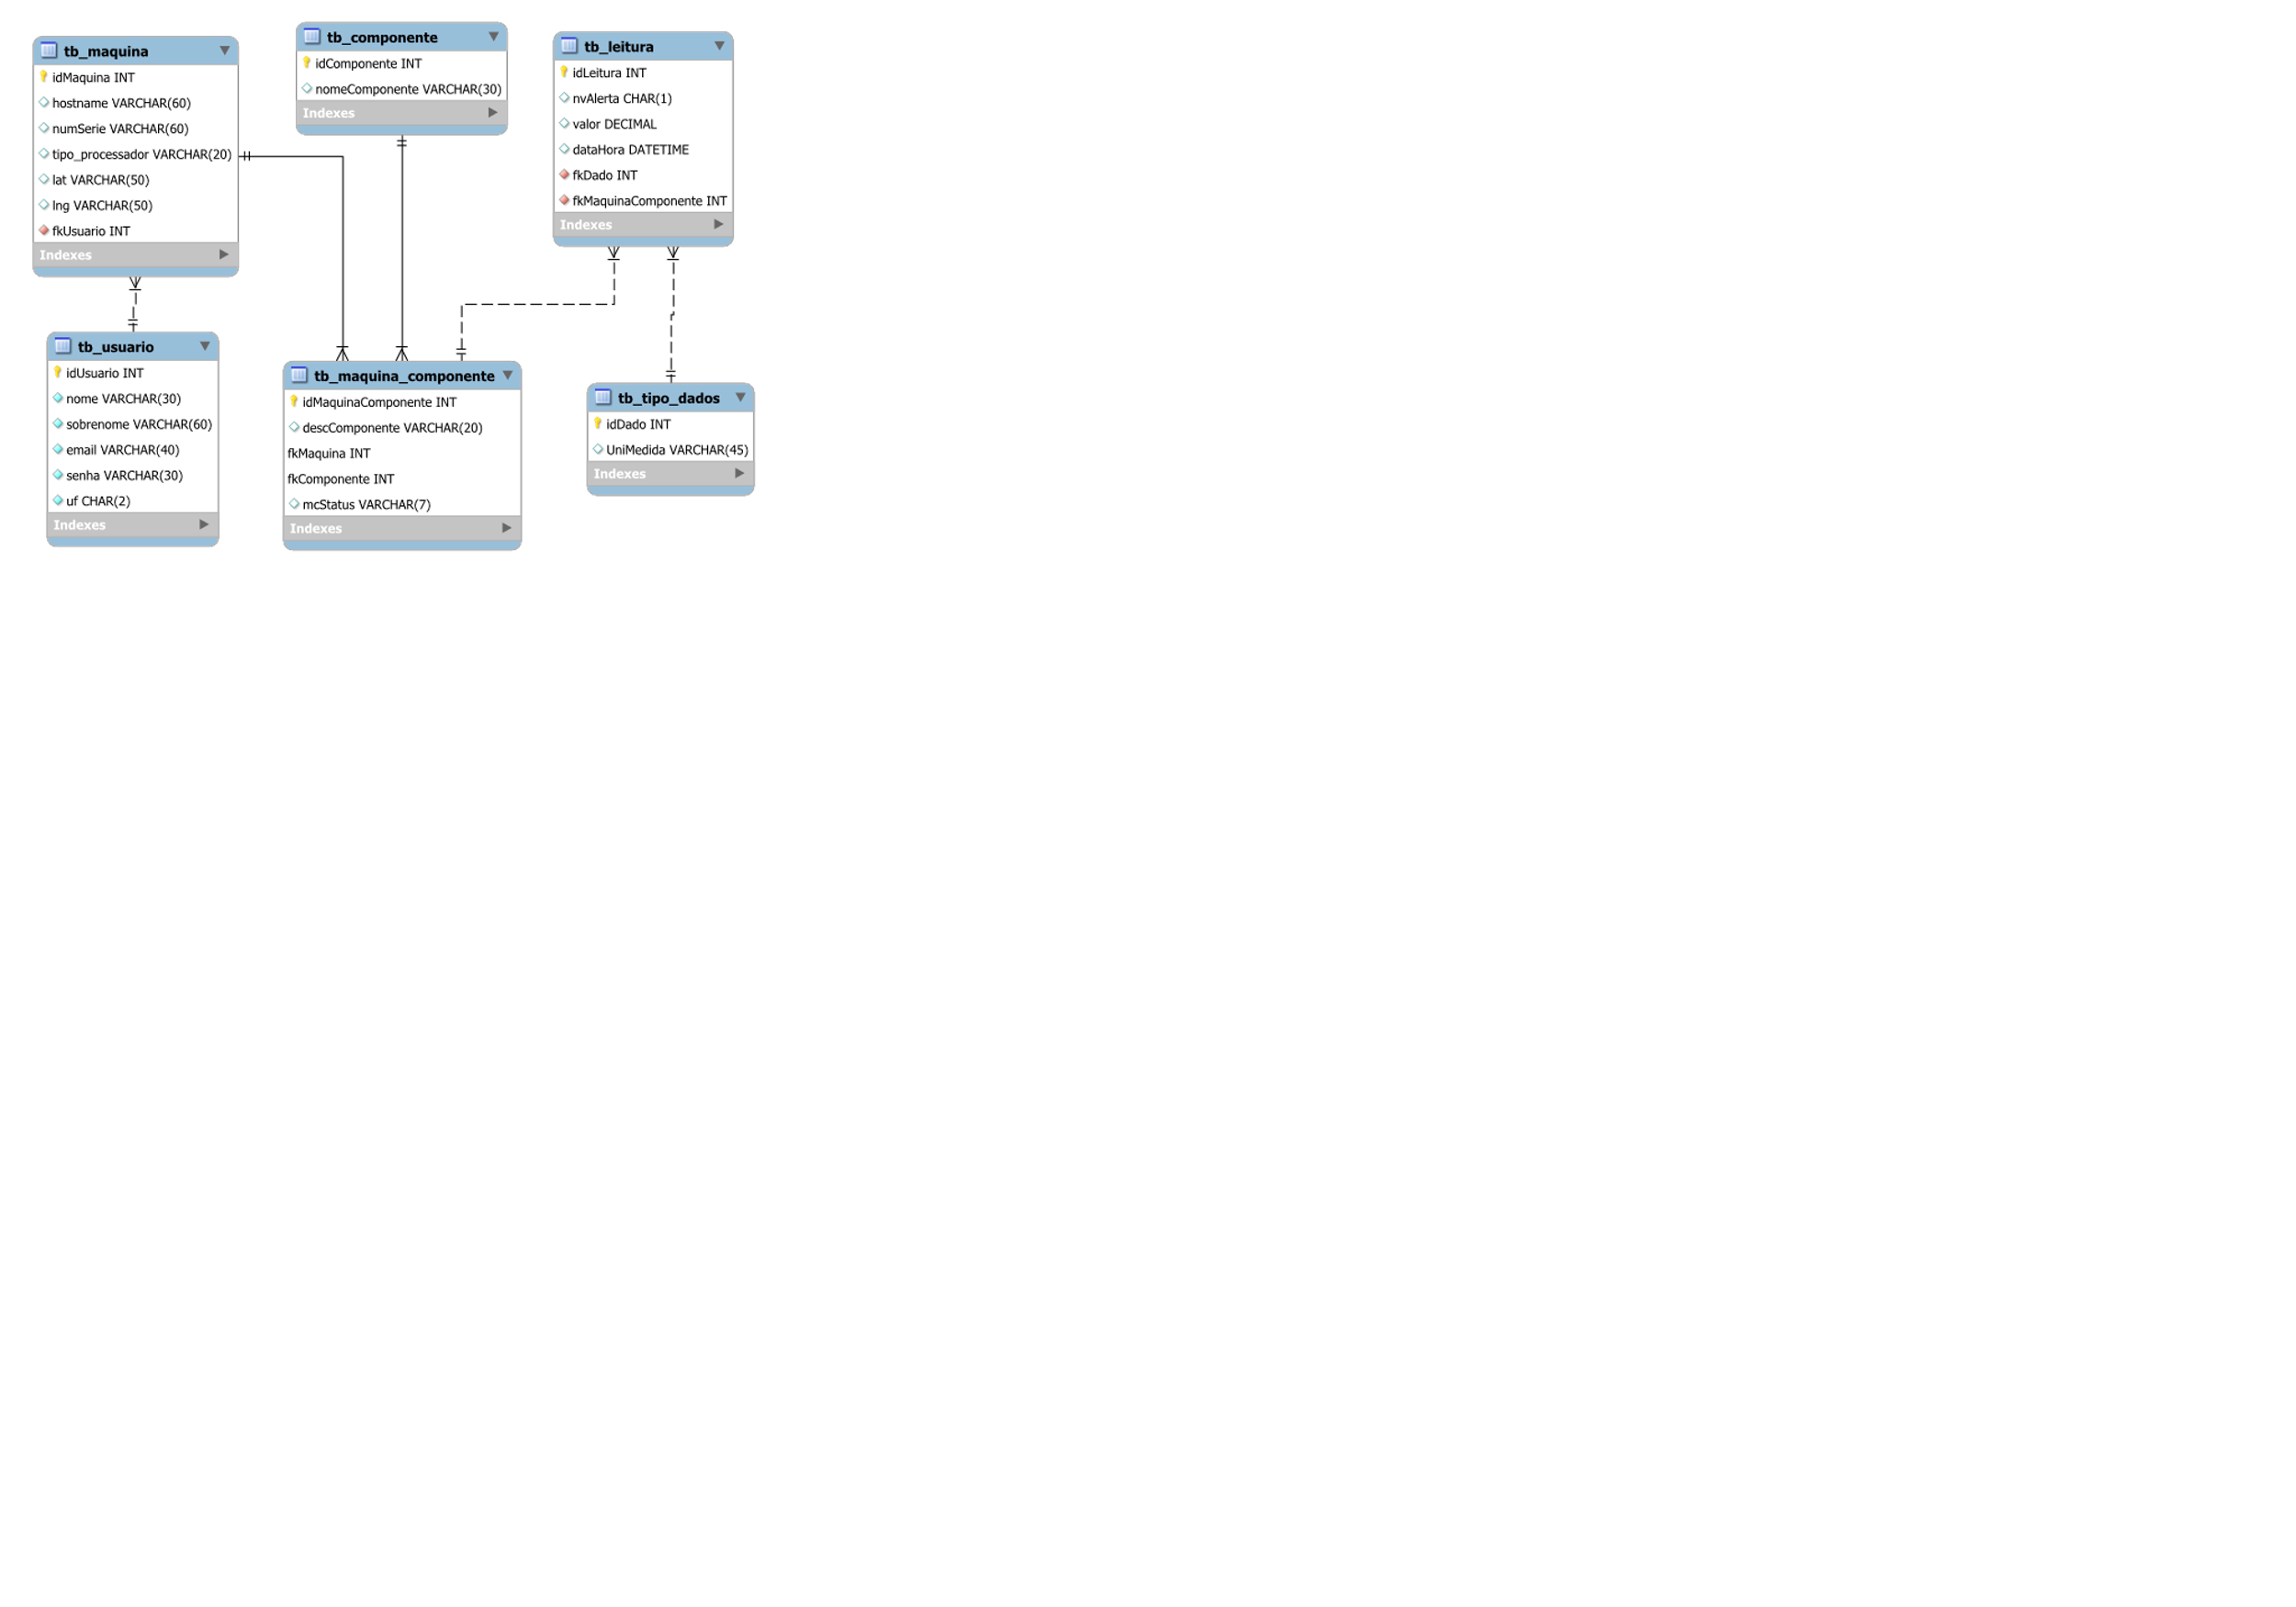 tb_maquina
idMaquina INT
hostname VARCHAR(60)
numSerie VARCHAR(60)
tipo_processador VARCHAR(20)
lat VARCHAR(50)
lng VARCHAR(50)
fkUsuario INT
Indexes
tb_componente
idComponente INT
nomeComponente VARCHAR(30)
Indexes
tb_leitura
idLeitura INT
nvAlerta CHAR(1)
valor DECIMAL
dataHora DATETIME
fkDado INT
fkMaquinaComponente INT
Indexes
tb_usuario
idUsuario INT
nome VARCHAR(30)
sobrenome VARCHAR(60)
email VARCHAR(40)
senha VARCHAR(30)
uf CHAR(2)
Indexes
tb_maquina_componente
idMaquinaComponente INT
descComponente VARCHAR(20)
fkMaquina INT
fkComponente INT
mcStatus VARCHAR(7)
Indexes
tb_tipo_dados
idDado INT
UniMedida VARCHAR(45)
Indexes